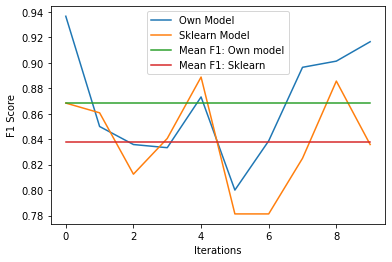 0.94
0.92
0.90
0.88
0.86
0.84
0.82
0.80
0.78
F1 Score
Own Model
Sklearn Model
Mean F1: Own model
Mean F1: Sklearn
0 2 4 6 8
Iterations